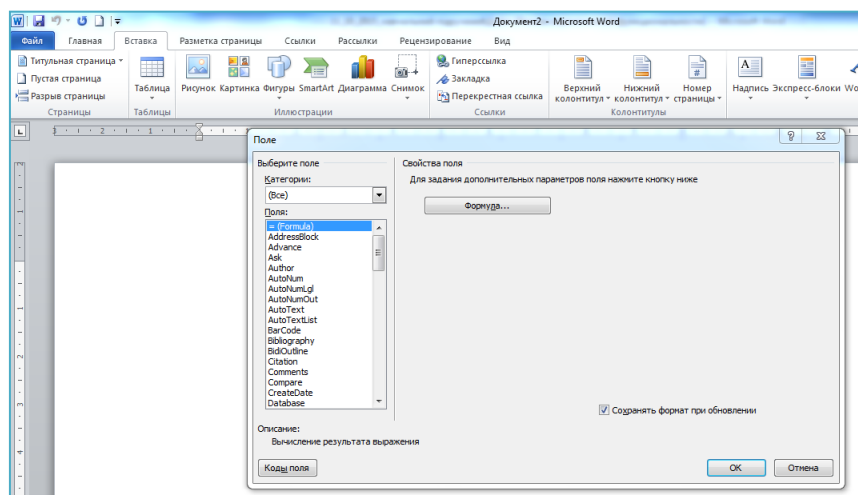 Документ2 - Microsoft Word
Файл Главная Вставка Разметка страницы Ссылки Рассылки Рецензирование Вид
Титульная страница
Пустая страница
Разрыв страницы
Таблица
Рисунок Картинка Фигуры SmartArt Диаграмма Снимок
Гиперссылка
Закладка
Перекрестная ссылка
Верхний колонтитул
Нижний колонтитул
Номер страницы
Надпись Экспресс-блоки
Страницы Таблицы Иллюстрации Ссылки Колонтитулы
Поле
Выберите поле
Категории:
(Все)
Поля:
= (Formula)
AddressBlock
Advance
Ask
Author
AutoNum
AutoNumLgl
AutoNumOut
AutoText
AutoTextList
BarCode
Bibliography
BidiOutline
Citation
Comments
Compare
CreateDate
Database
Свойства поля
Для задания дополнительных параметров поля нажмите кнопку ниже
Формула...
Сохранять формат при обновлении
Описание:
Вычисление результата выражения
Коды поля
ОК Отмена